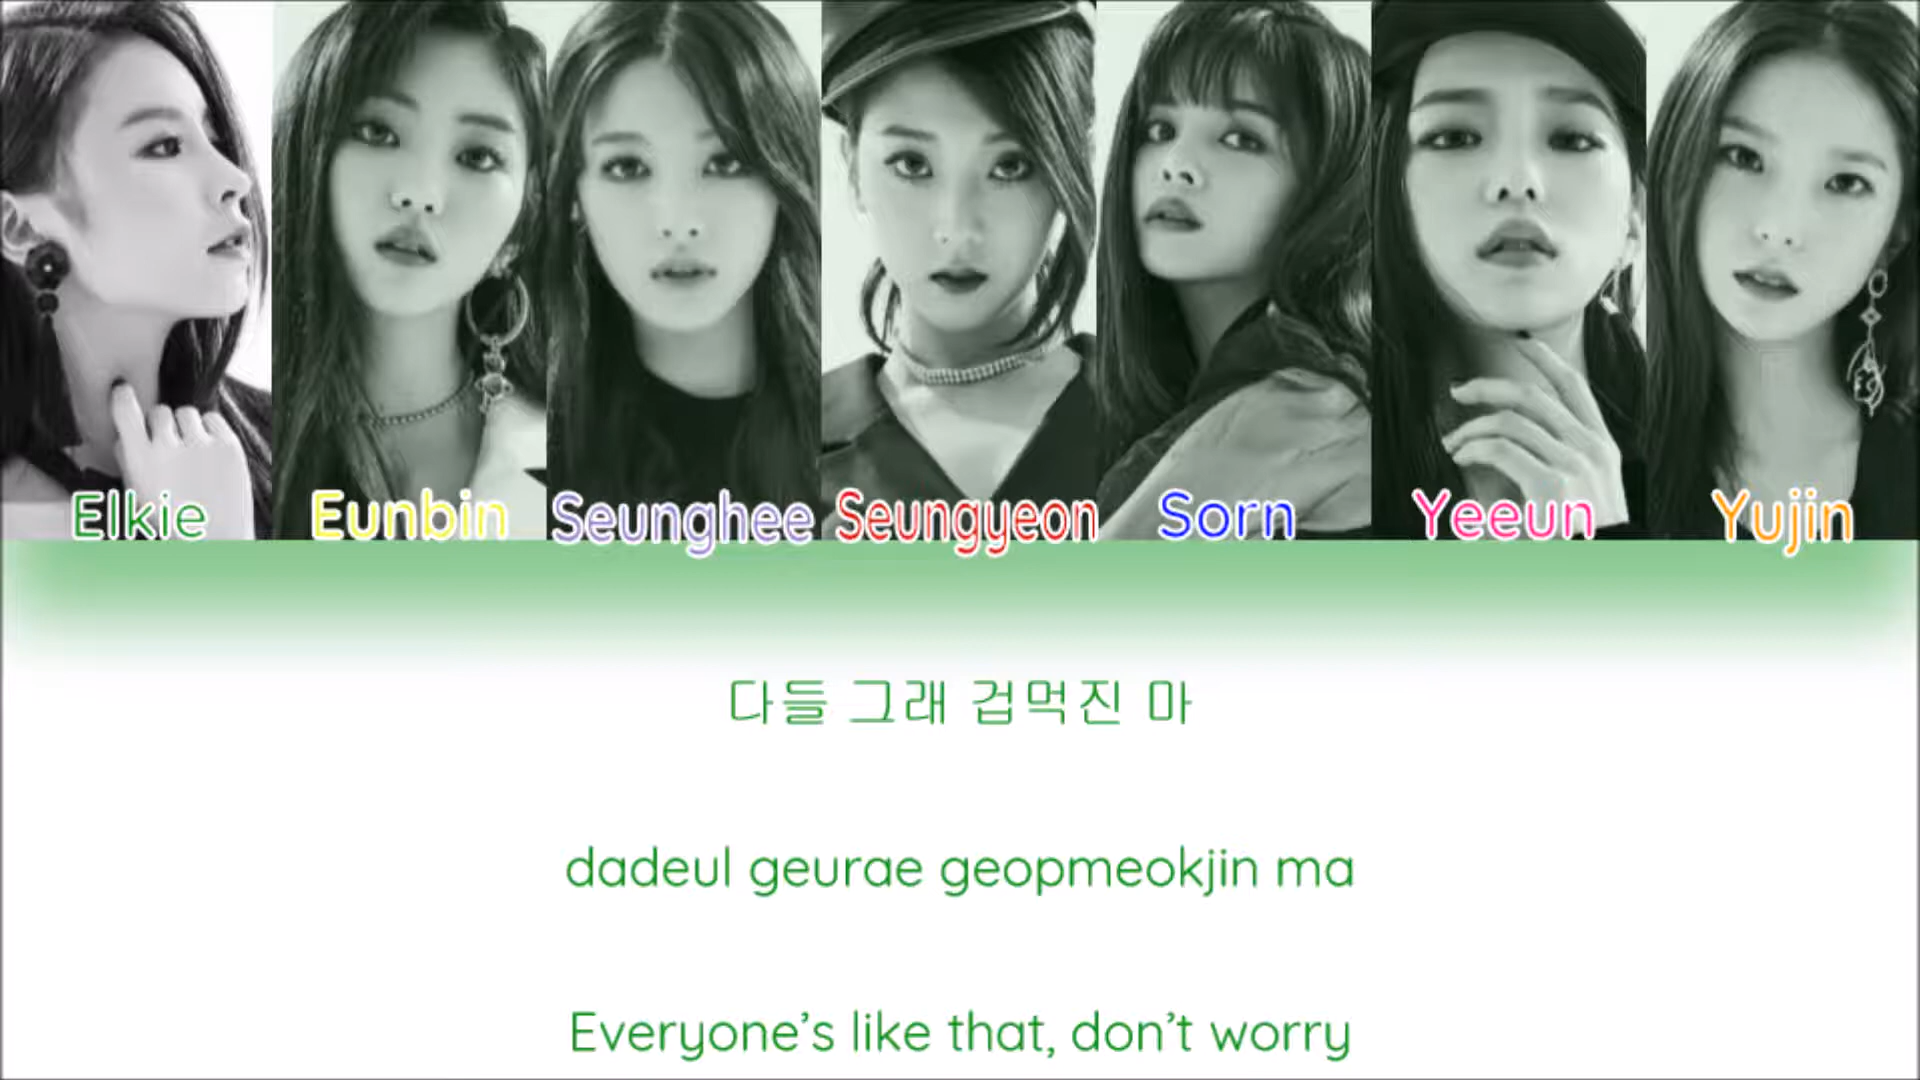 Elkie Eunbin Seunghee Seungyeon Sorn Yeeun Yujin
다들 그래 겁먹진 마
dadeul geurae geopmeokjin ma
Everyone's like that, don't worry